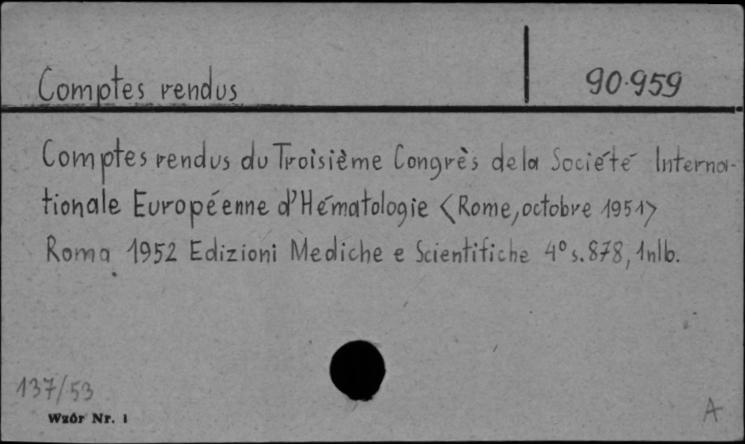 Comptes rendus 90.959
Comptes rendus du Troisième Congrès de la Société Interna-
tionale Européenne d'Hématologie <Rome, octobre 1951>
Roma 1952 Edizioni Mediche e Scientifiche 4° s. 878, 1nlb.
137/53
Wzór Nr. 1
A